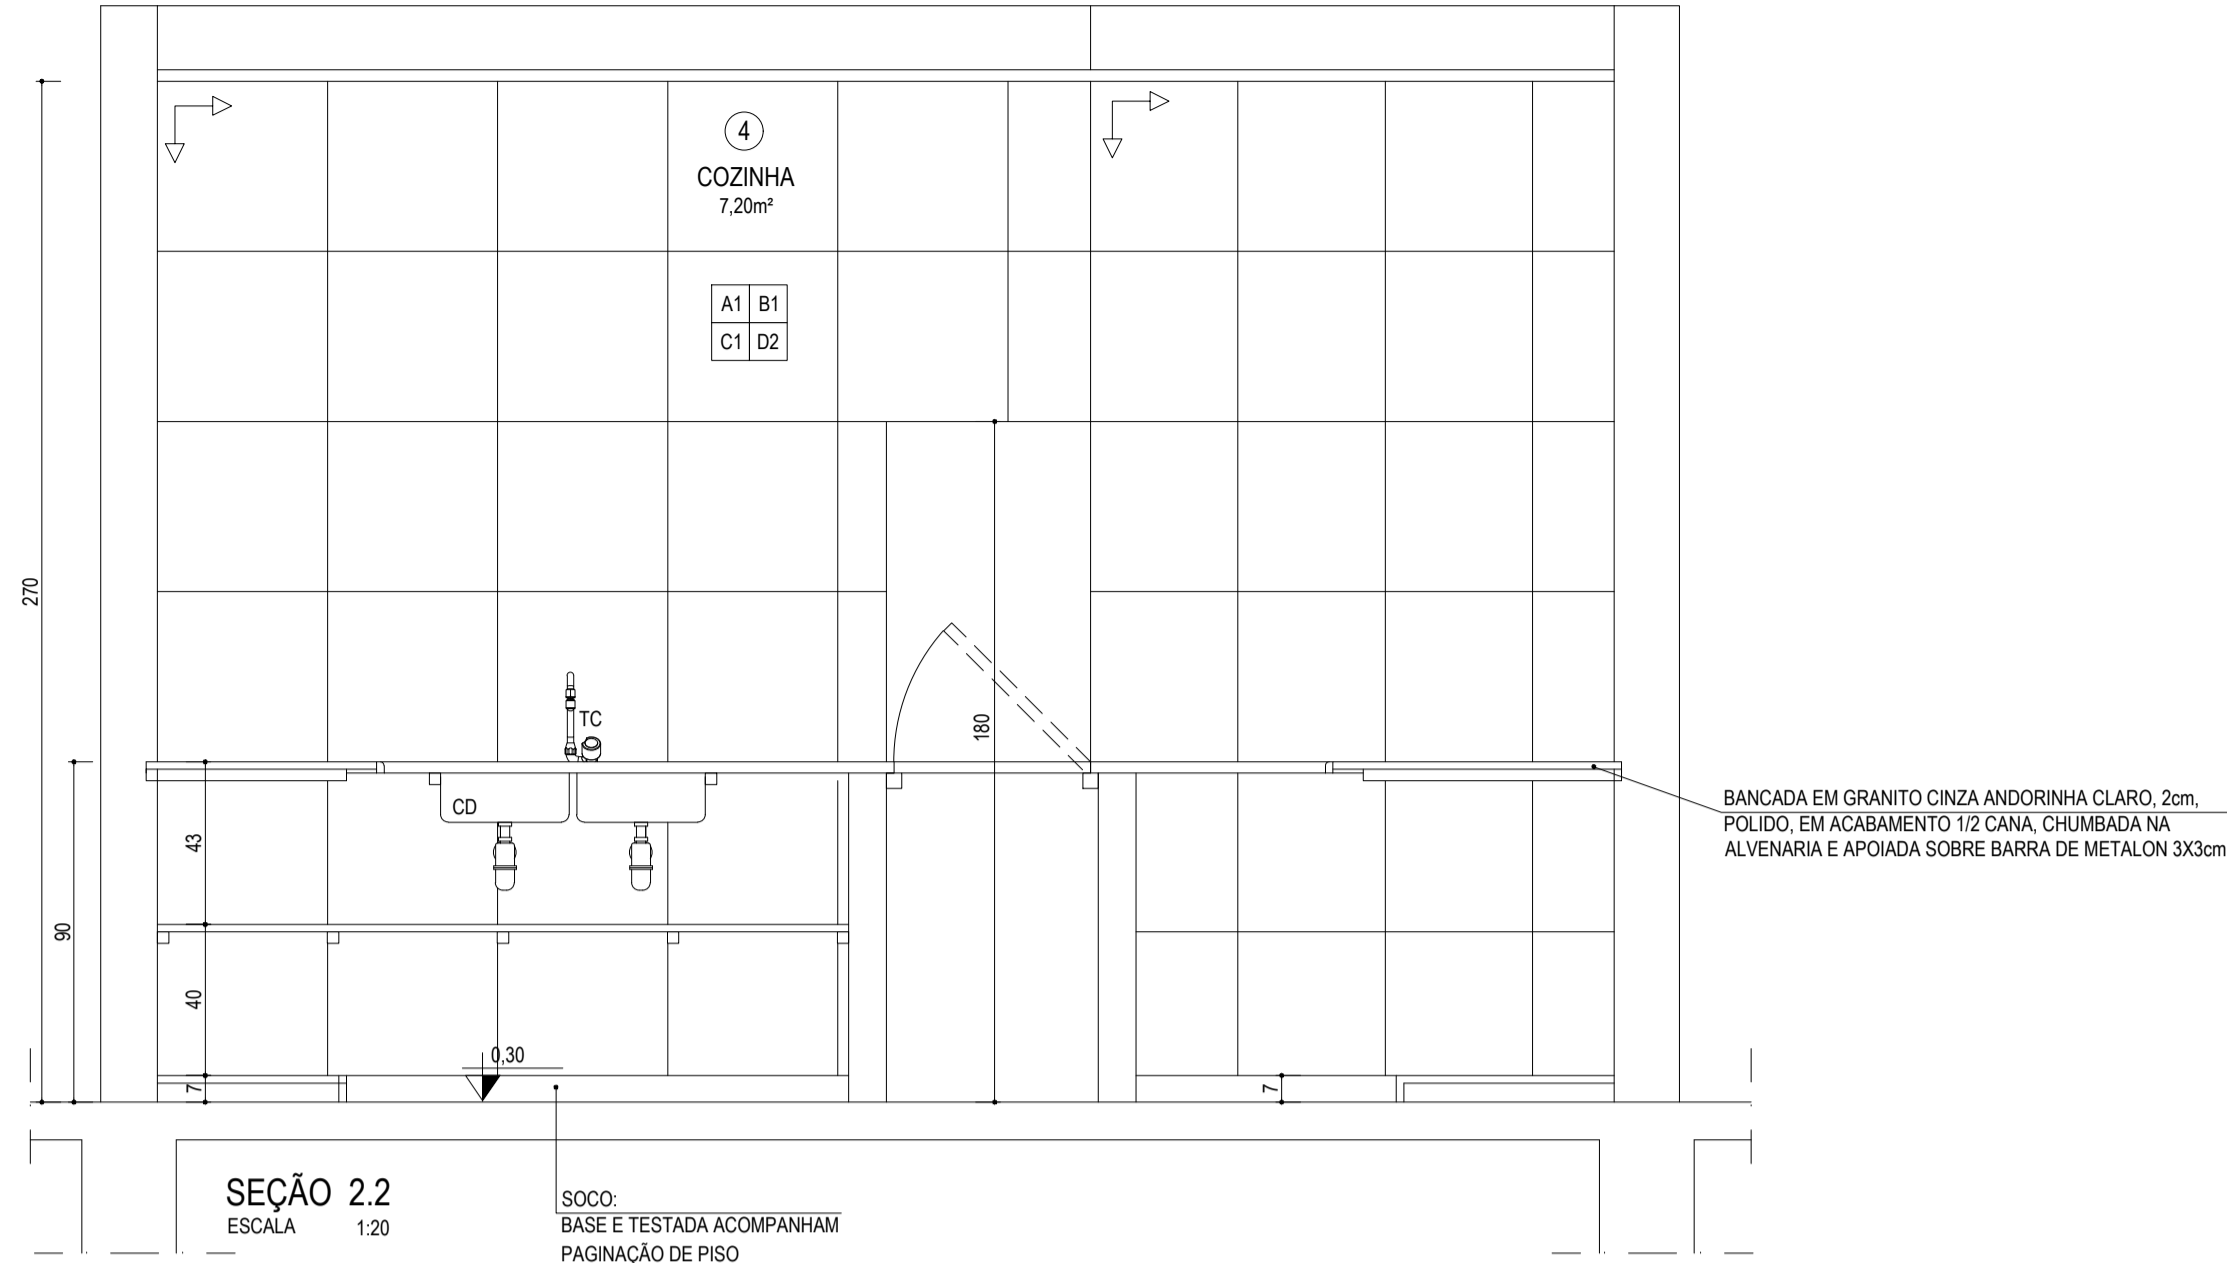 4
COZINHA
7,20m²
A1 B1
C1 D2
270
180
TC
CD
BANCADA EM GRANITO CINZA ANDORINHA CLARO, 2cm,
POLIDO, EM ACABAMENTO 1/2 CANA, CHUMBADA NA
ALVENARIA E APOIADA SOBRE BARRA DE METALON 3X3cm
43
90
40
0,30
7
7
SEÇÃO 2.2
ESCALA 1:20
SOCO:
BASE E TESTADA ACOMPANHAM
PAGINAÇÃO DE PISO